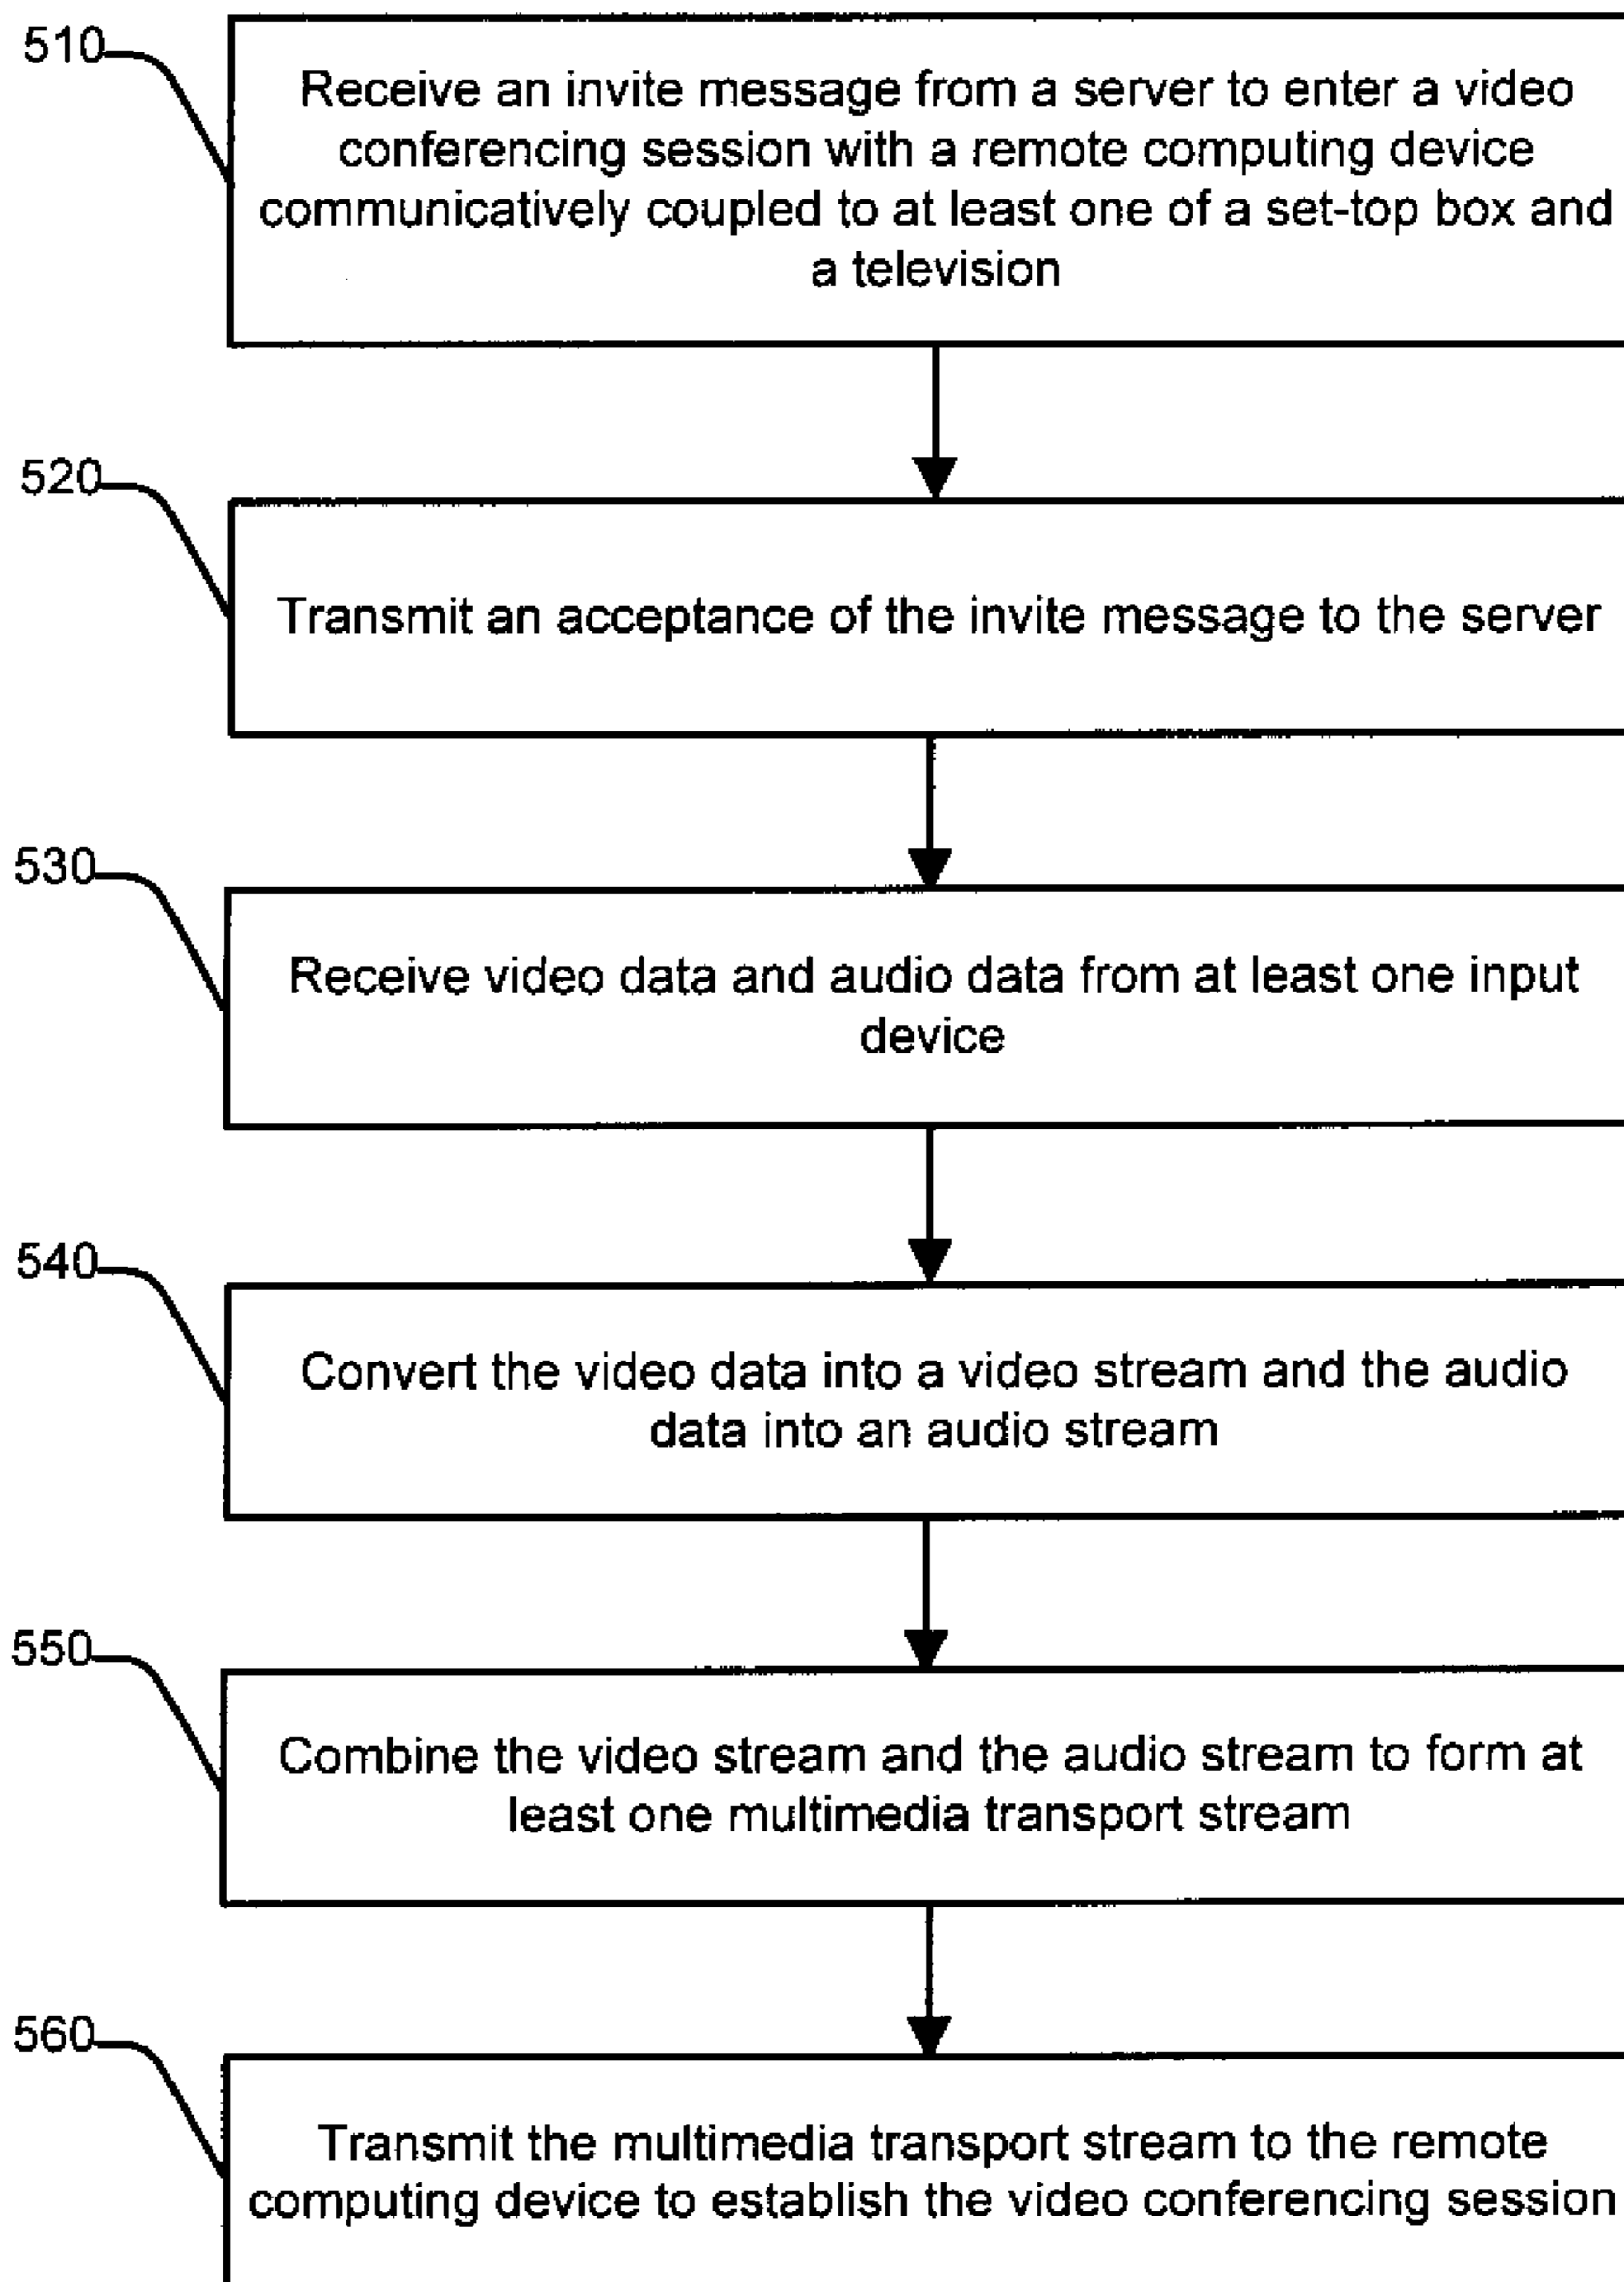 510
Receive an invite message from a server to enter a video
conferencing session with a remote computing device
communicatively coupled to at least one of a set-top box and
a television
520
Transmit an acceptance of the invite message to the server
530
Receive video data and audio data from at least one input
device
540
Convert the video data into a video stream and the audio
data into an audio stream
550
Combine the video stream and the audio stream to form at
least one multimedia transport stream
560
Transmit the multimedia transport stream to the remote
computing device to establish the video conferencing session